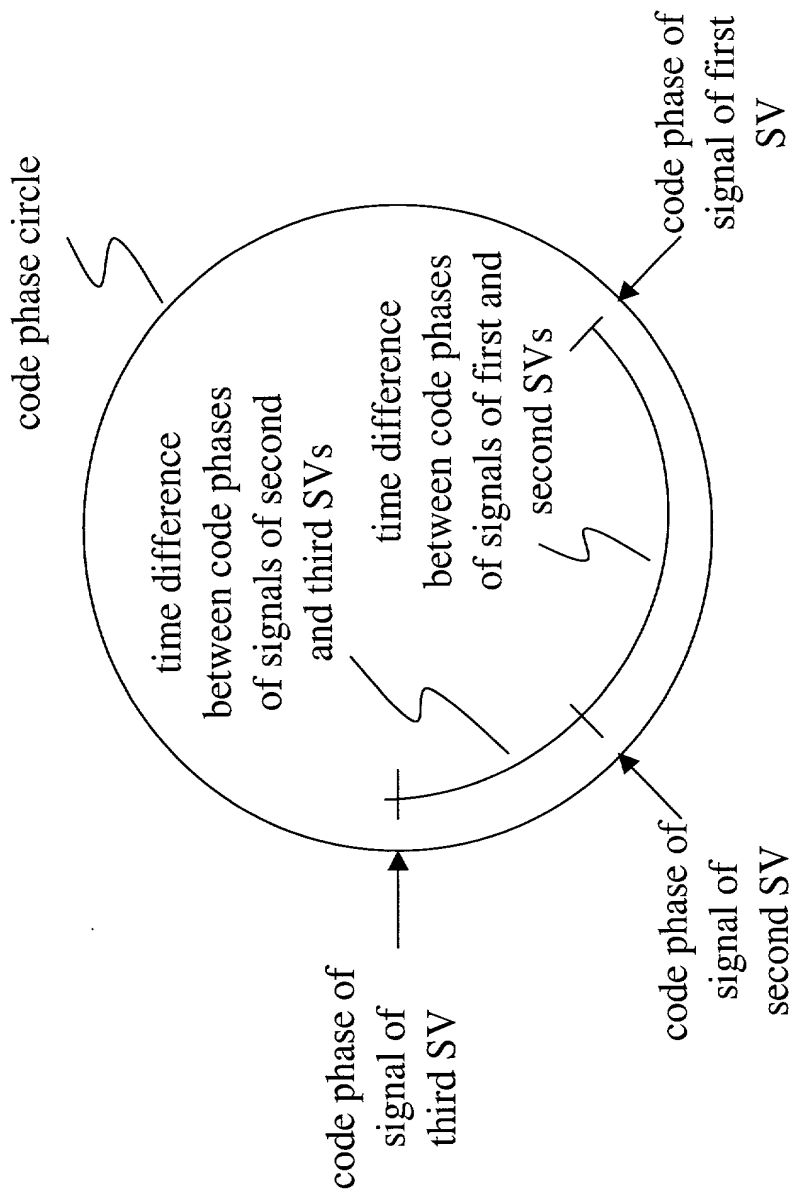 code phase circle
time difference
between code phases
of signals of second
and third SVs
time difference
between code phases
of signals of first and
second SVs
code phase of
signal of
third SV
code phase of
signal of
second SV
code phase of
signal of first
SV